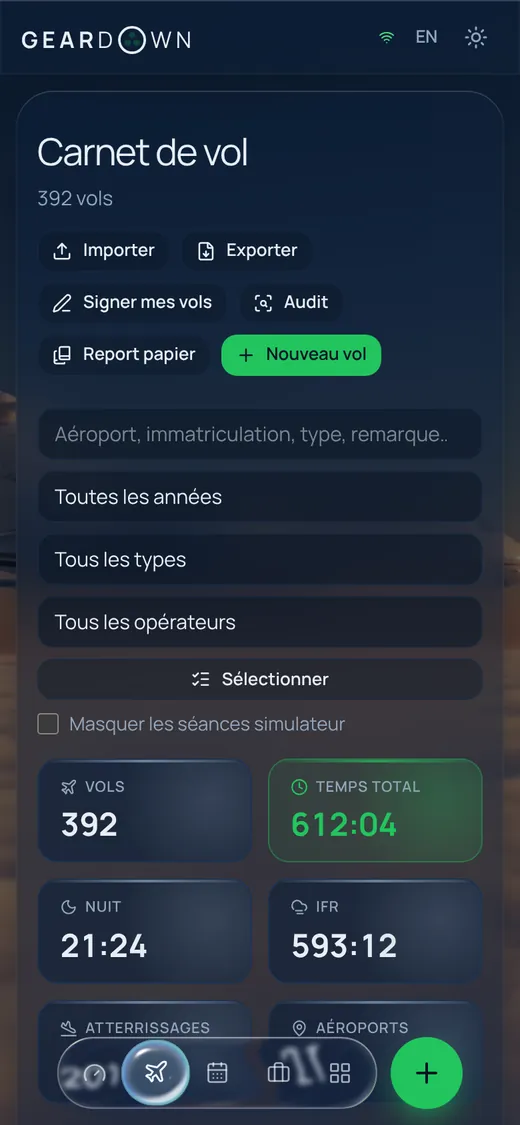 GEARDOWN
EN
Carnet de vol
392 vols
Importer
Exporter
Signer mes vols
Audit
Report papier
Nouveau vol
Aéroport, immatriculation, type, remarque..
Toutes les années
Tous les types
Tous les opérateurs
Sélectionner
Masquer les séances simulateur
VOLS
TEMPS TOTAL
392
612:04
NUIT
IFR
21:24
593:12
ATTERRISSAGES
AÉROPORTS